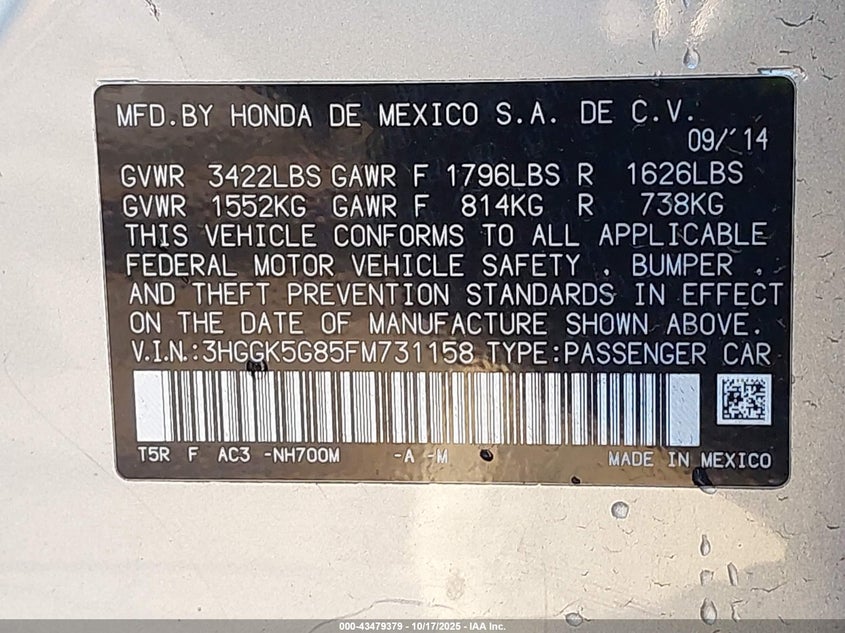 MFD.BY HONDA DE MEXICO S.A. DE C.V.
09/'14
GVWR 3422LBS GAWR F 1796LBS R 1626LBS
GVWR 1552KG GAWR F 814KG R 738KG
THIS VEHICLE CONFORMS TO ALL APPLICABLE
FEDERAL MOTOR VEHICLE SAFETY , BUMPER ,
AND THEFT PREVENTION STANDARDS IN EFFECT
ON THE DATE OF MANUFACTURE SHOWN ABOVE.
V.I.N.:3HGGK5G85FM731158 TYPE:PASSENGER CAR
T5R F AC3 -NH700M -A -M MADE IN MEXICO
000-43479379 - 10/17/2025 - IAA Inc.